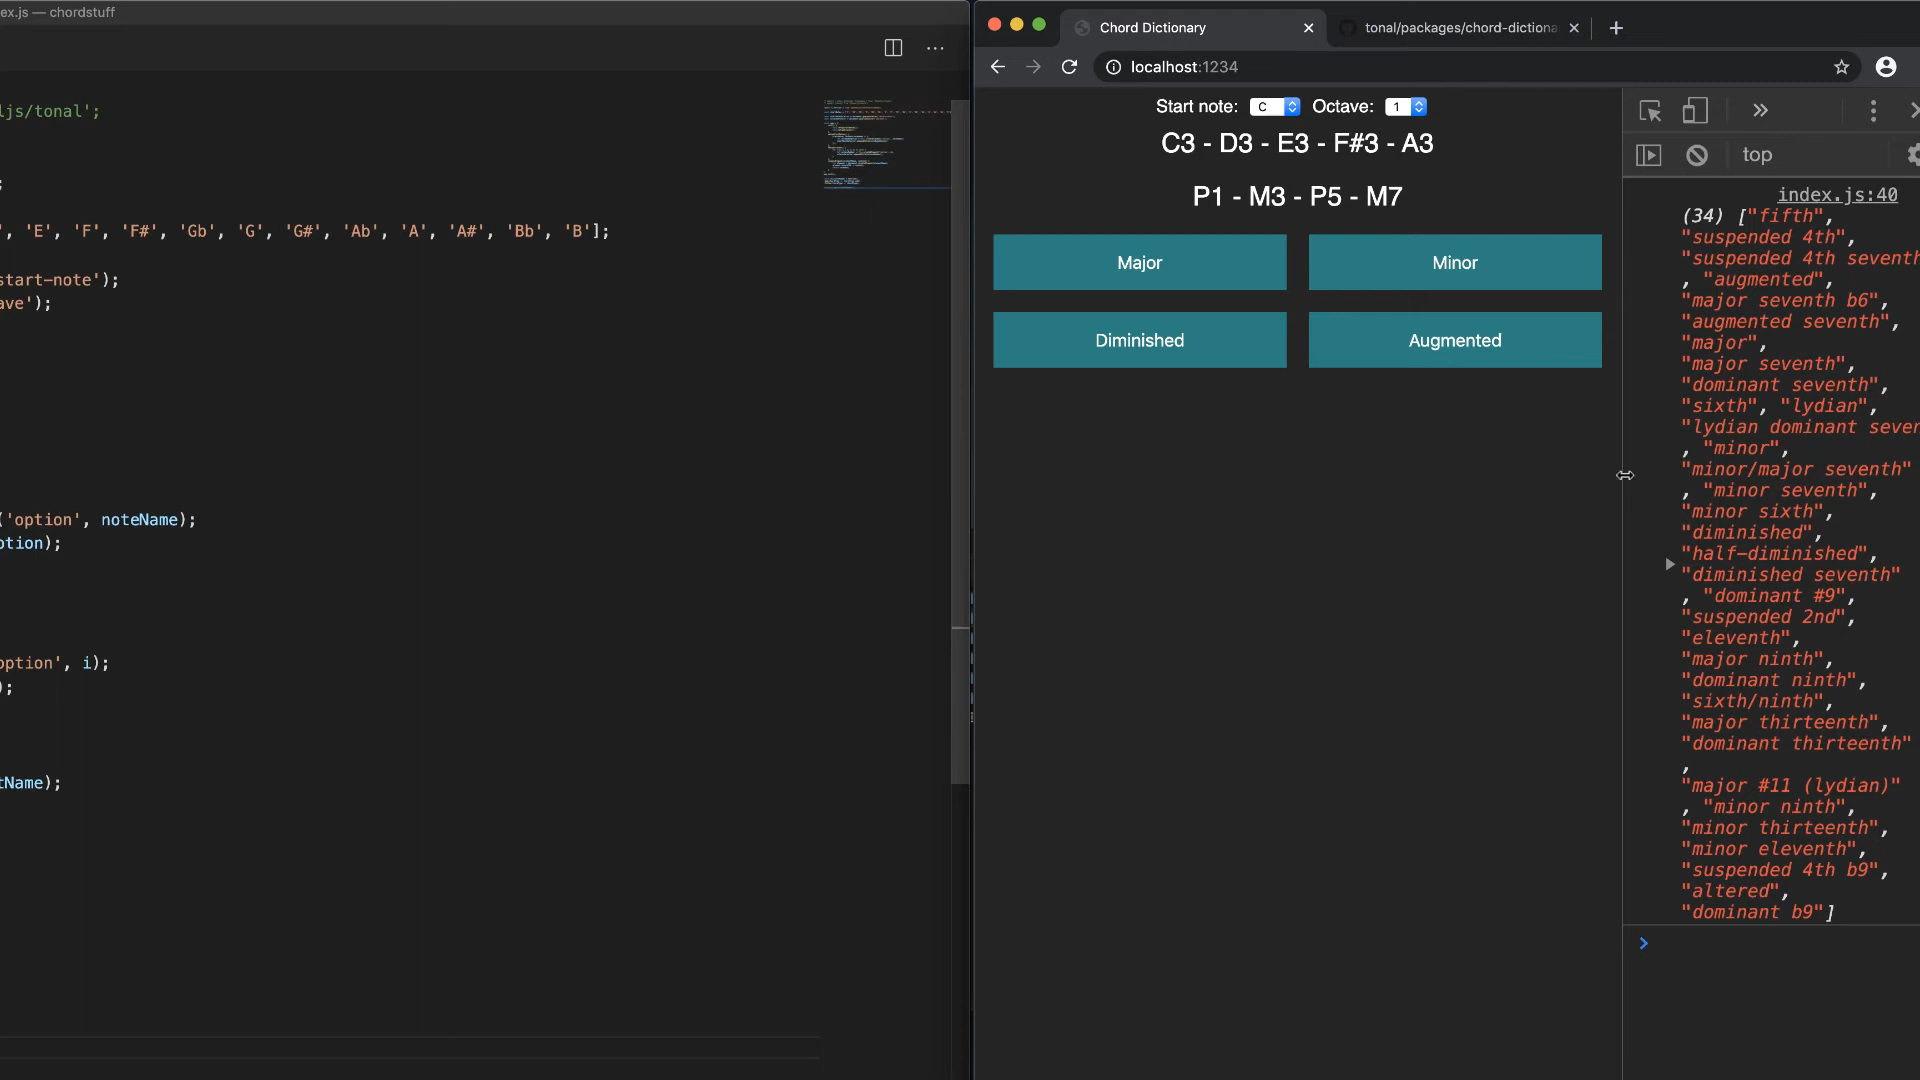 ex.js — chordstuff
ljs/tonal';
;
', 'E', 'F', 'F#', 'Gb', 'G', 'G#', 'Ab', 'A', 'A#', 'Bb', 'B'];
start-note');
ave');
('option', noteName);
otion);
option', i);
);
tName);
Chord Dictionary
tonal/packages/chord-dictiona
localhost:1234
Start note: C Octave: 1
C3 - D3 - E3 - F#3 - A3
P1 - M3 - P5 - M7
Major
Minor
Diminished
Augmented
top
index.js:40
(34) ["fifth",
"suspended 4th",
"suspended 4th seventh
, "augmented",
"major seventh b6",
"augmented seventh",
"major",
"major seventh",
"dominant seventh",
"sixth", "lydian",
"lydian dominant seven
, "minor",
"minor/major seventh"
, "minor seventh",
"minor sixth",
"diminished",
"half-diminished",
"diminished seventh"
, "dominant #9",
"suspended 2nd",
"eleventh",
"major ninth",
"dominant ninth",
"sixth/ninth",
"major thirteenth",
"dominant thirteenth"
,
"major #11 (lydian)"
, "minor ninth",
"minor thirteenth",
"minor eleventh",
"suspended 4th b9",
"altered",
"dominant b9"]